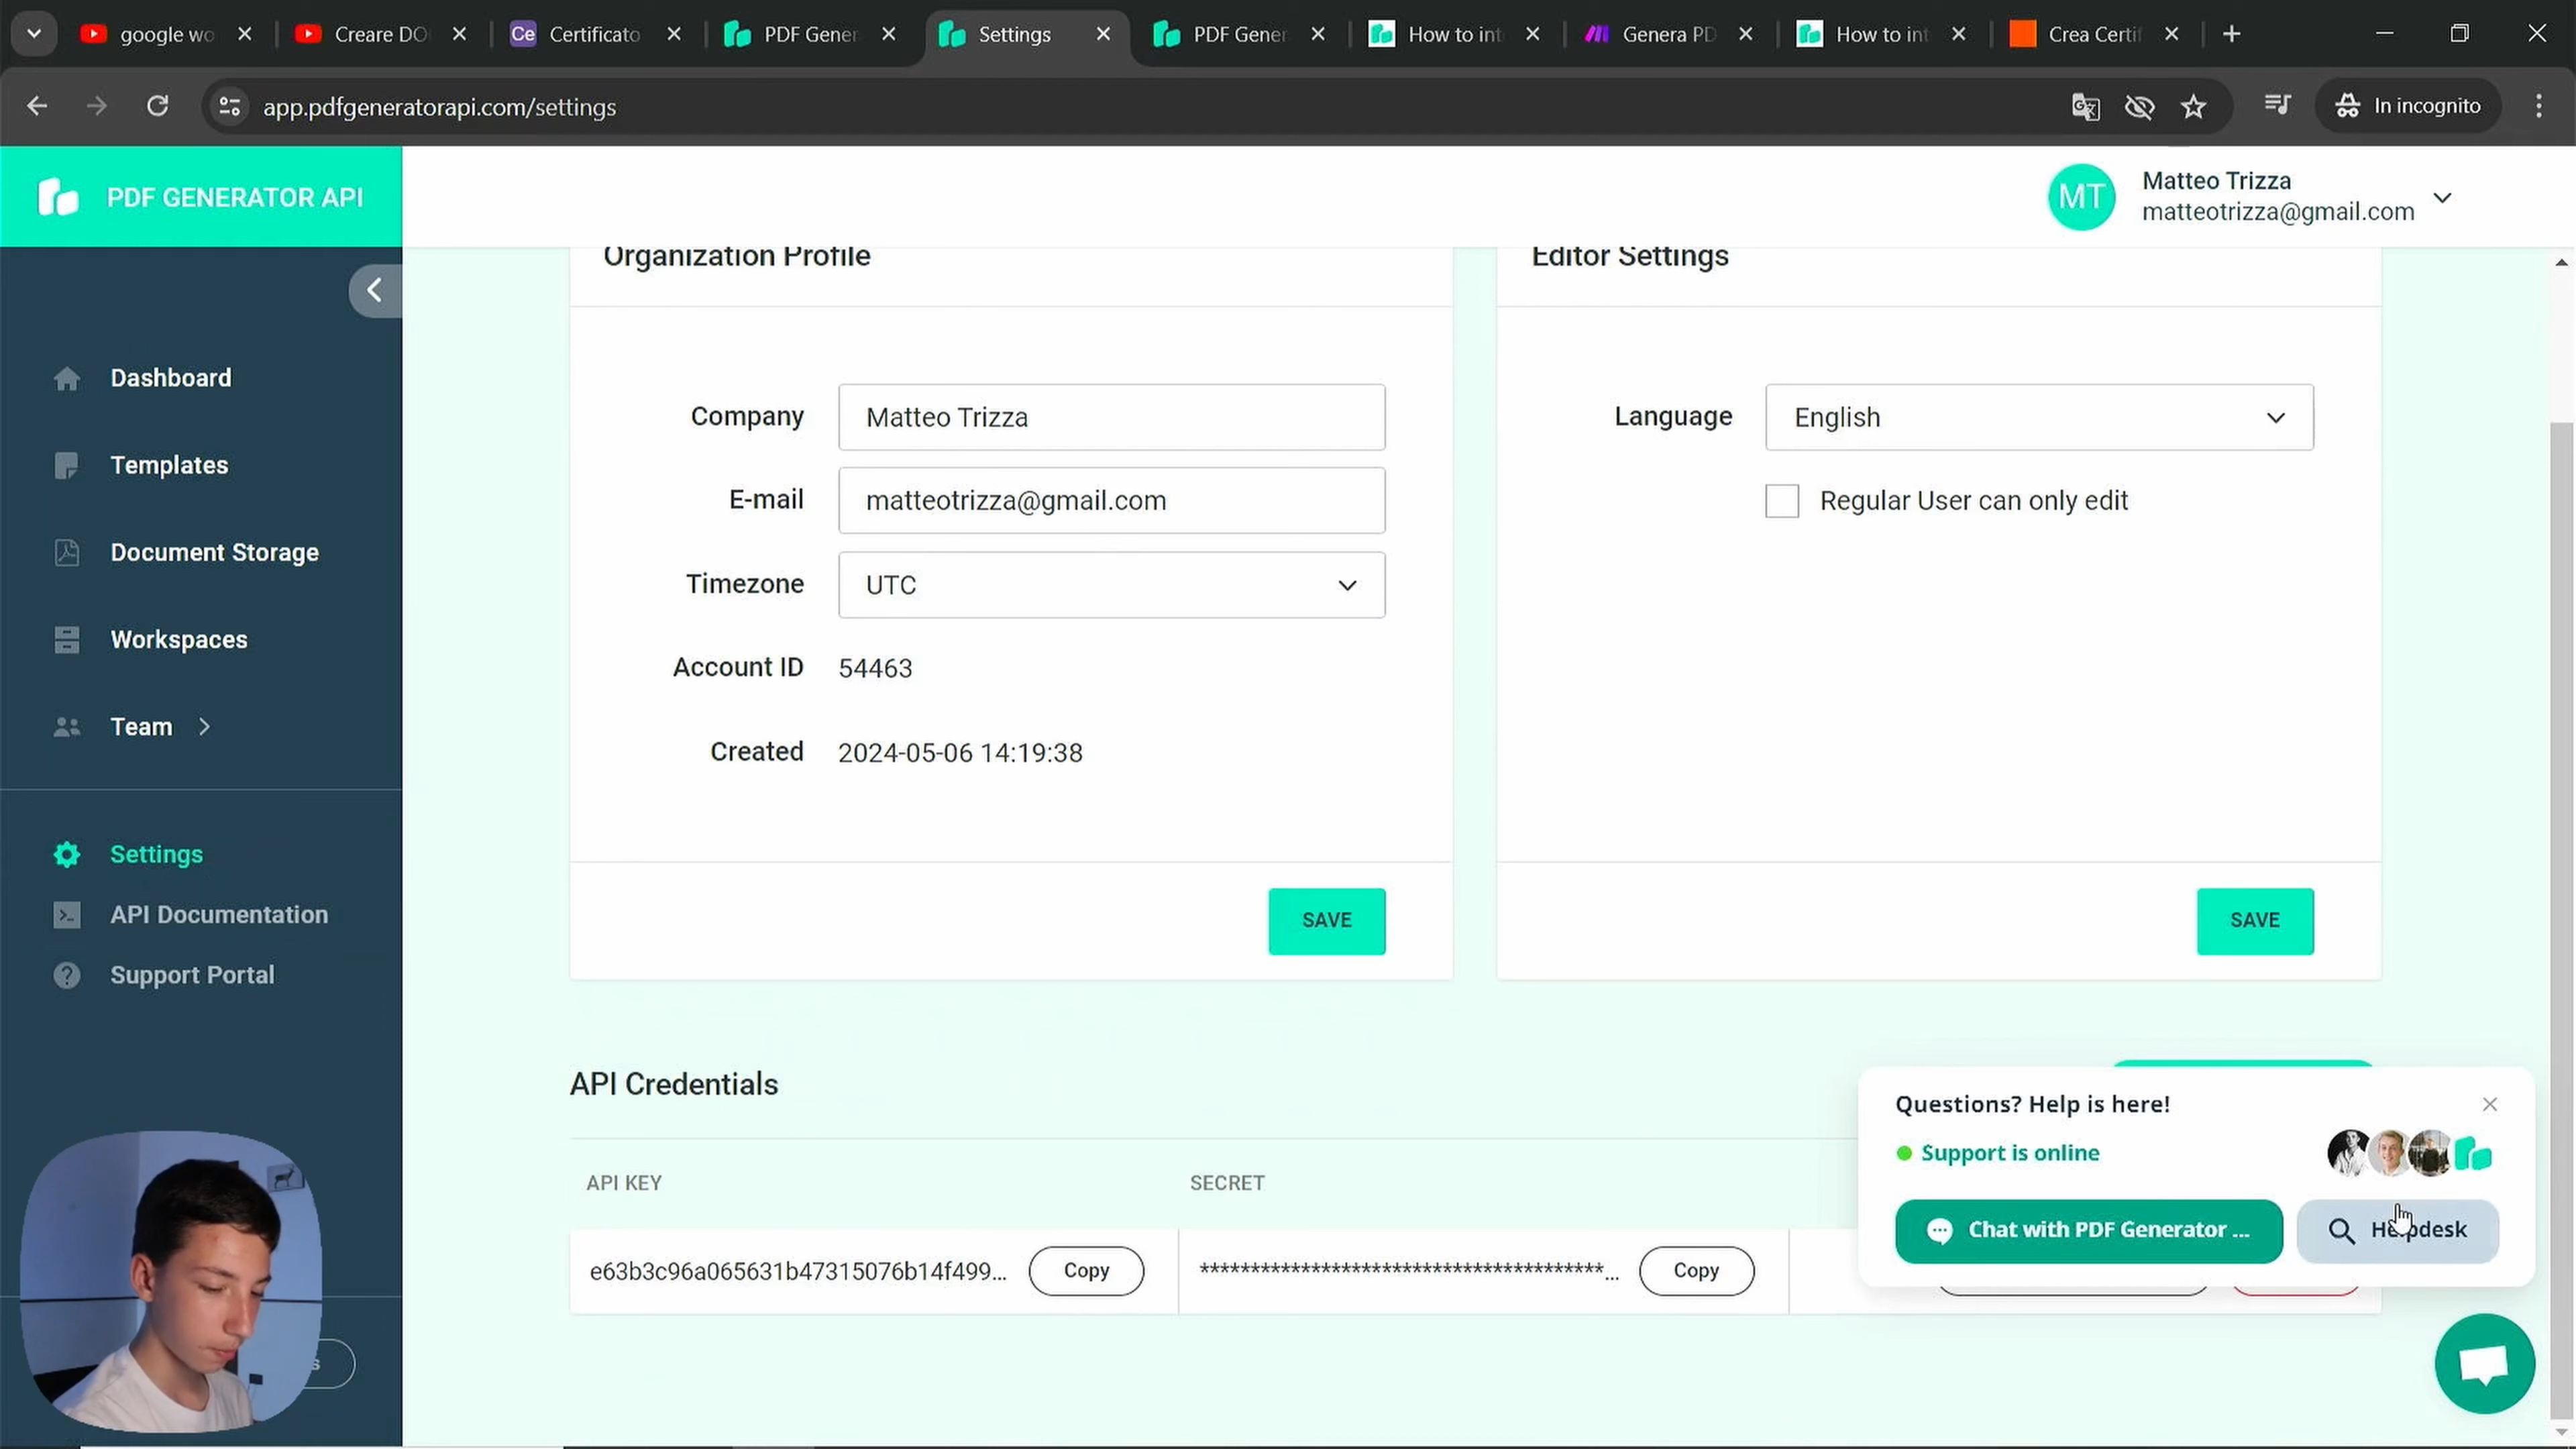 google wo
Creare DO
Ce
Certificato
PDF Gener
Settings
PDF Gener
How to int
Genera PD
How to int
Crea Certif
app.pdfgeneratorapi.com/settings
In incognito
PDF GENERATOR API
MT
Matteo Trizza
matteotrizza@gmail.com
Dashboard
Templates
Document Storage
Workspaces
Team
Settings
API Documentation
Support Portal
Organization Profile
Company
Matteo Trizza
E-mail
matteotrizza@gmail.com
Timezone
UTC
Account ID
54463
Created
2024-05-06 14:19:38
SAVE
Editor Settings
Language
English
Regular User can only edit
SAVE
API Credentials
API KEY
SECRET
e63b3c96a065631b47315076b14f499...
Copy
****************************************...
Copy
Questions? Help is here!
Support is online
Chat with PDF Generator ...
Helpdesk